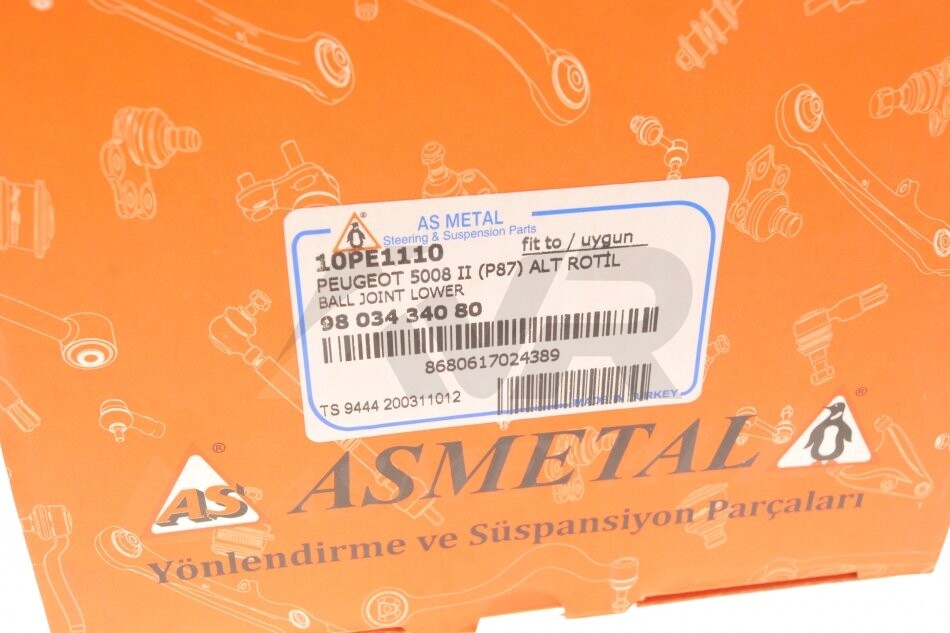 AS METAL
Steering & Suspension Parts
fit to / uygun
10PE1110
PEUGEOT 5008 II (P87) ALT ROTİL
BALL JOINT LOWER
98 034 340 80
8680617024389
TS 9444 200311012
MADE IN TURKEY
AVR
AS ®
ASMETAL ®
Yönlendirme ve Süspansiyon Parçaları